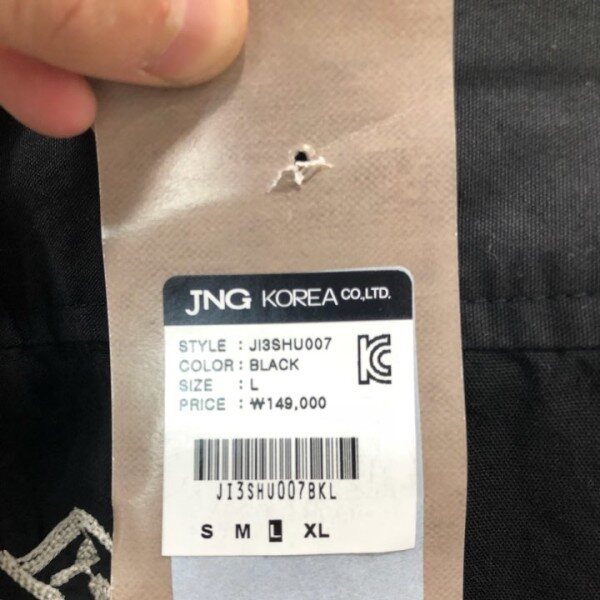 JNG KOREA CO.,LTD.
STYLE : JI3SHU007
COLOR : BLACK
SIZE : L
PRICE : ₩149,000
JI3SHU007BKL
S M L XL